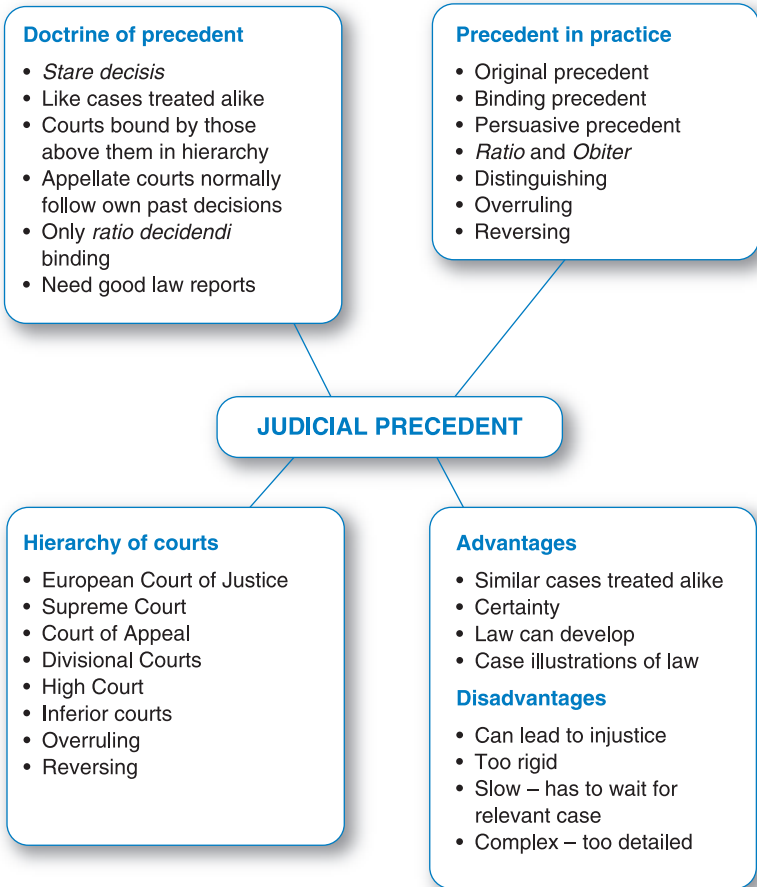 Doctrine of precedent
• Stare decisis
• Like cases treated alike
• Courts bound by those
above them in hierarchy
• Appellate courts normally
follow own past decisions
• Only ratio decidendi
binding
• Need good law reports
Precedent in practice
• Original precedent
• Binding precedent
• Persuasive precedent
• Ratio and Obiter
• Distinguishing
• Overruling
• Reversing
JUDICIAL PRECEDENT
Hierarchy of courts
• European Court of Justice
• Supreme Court
• Court of Appeal
• Divisional Courts
• High Court
• Inferior courts
• Overruling
• Reversing
Advantages
• Similar cases treated alike
• Certainty
• Law can develop
• Case illustrations of law
Disadvantages
• Can lead to injustice
• Too rigid
• Slow – has to wait for
relevant case
• Complex – too detailed